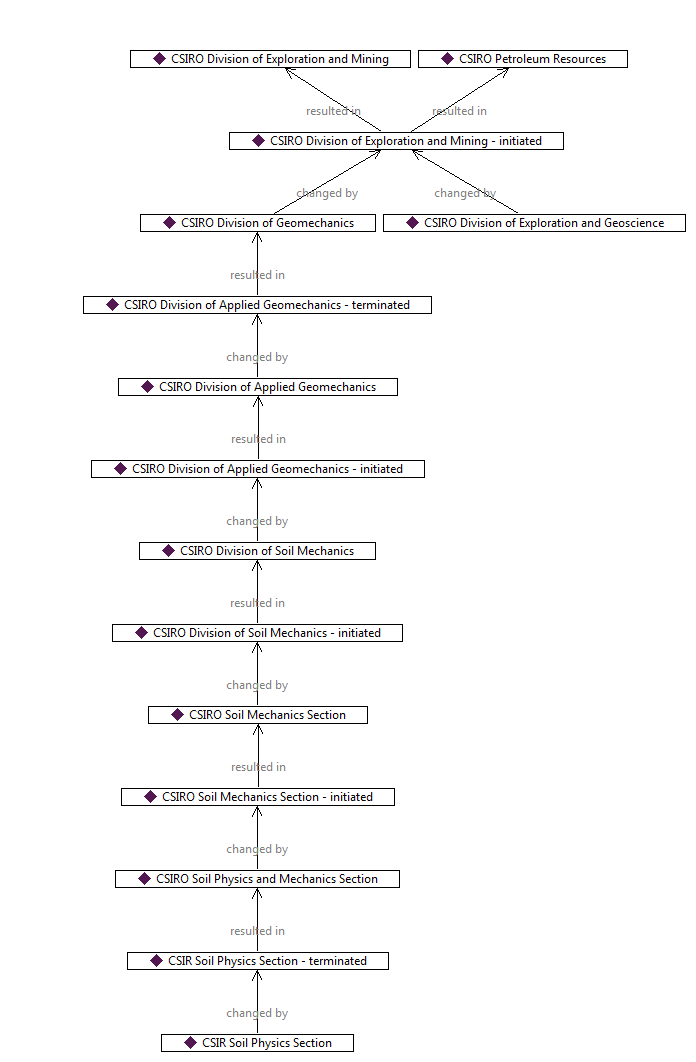 CSIRO Division of Exploration and Mining
CSIRO Petroleum Resources
resulted in
resulted in
CSIRO Division of Exploration and Mining - initiated
changed by
changed by
CSIRO Division of Geomechanics
CSIRO Division of Exploration and Geoscience
resulted in
CSIRO Division of Applied Geomechanics - terminated
changed by
CSIRO Division of Applied Geomechanics
resulted in
CSIRO Division of Applied Geomechanics - initiated
changed by
CSIRO Division of Soil Mechanics
resulted in
CSIRO Division of Soil Mechanics - initiated
changed by
CSIRO Soil Mechanics Section
resulted in
CSIRO Soil Mechanics Section - initiated
changed by
CSIRO Soil Physics and Mechanics Section
resulted in
CSIR Soil Physics Section - terminated
changed by
CSIR Soil Physics Section